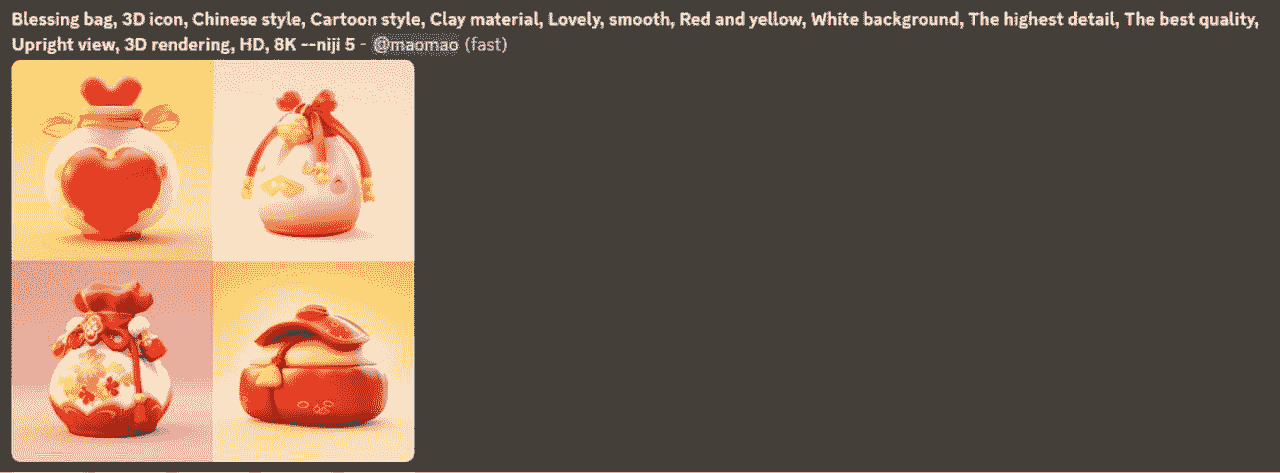 Blessing bag, 3D icon, Chinese style, Cartoon style, Clay material, Lovely, smooth, Red and yellow, White background, The highest detail, The best quality,
Upright view, 3D rendering, HD, 8K --niji 5 - @maomao (fast)